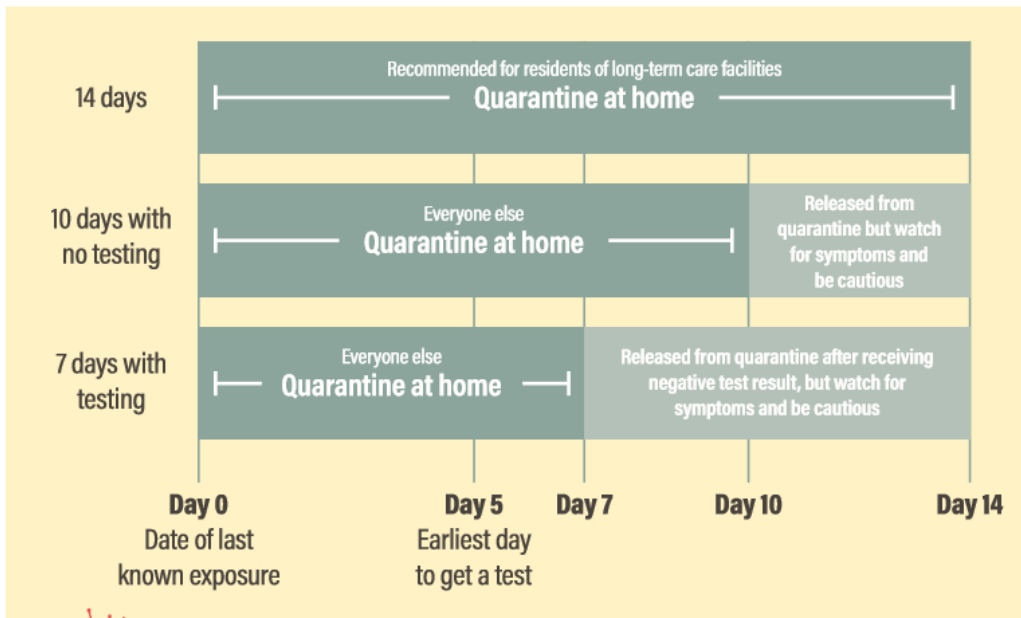 14 days
Recommended for residents of long-term care facilities
Quarantine at home
10 days with
no testing
Everyone else
Quarantine at home
Released from
quarantine but watch
for symptoms and
be cautious
7 days with
testing
Everyone else
Quarantine at home
Released from quarantine after receiving
negative test result, but watch for
symptoms and be cautious
Day 0
Date of last
known exposure
Day 5
Earliest day
to get a test
Day 7
Day 10
Day 14